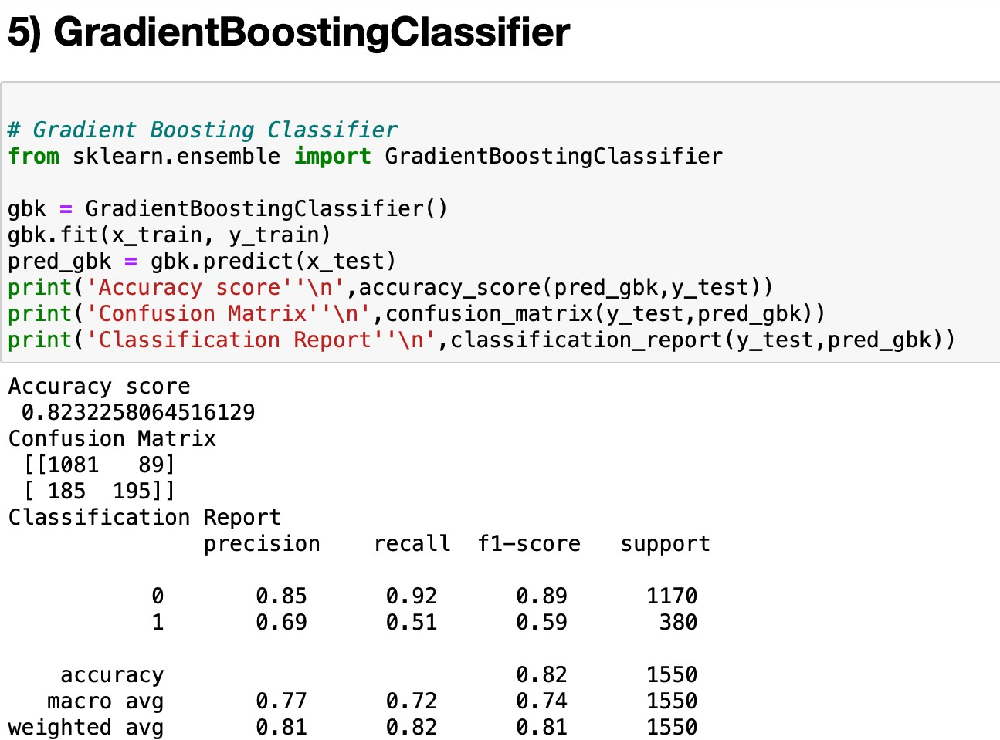 5) GradientBoostingClassifier
# Gradient Boosting Classifier
from sklearn.ensemble import GradientBoostingClassifier
gbk = GradientBoostingClassifier()
gbk.fit(x_train, y_train)
pred_gbk = gbk.predict(x_test)
print('Accuracy score''\n',accuracy_score(pred_gbk,y_test))
print('Confusion Matrix''\n',confusion_matrix(y_test,pred_gbk))
print('Classification Report''\n',classification_report(y_test,pred_gbk))
Accuracy score
 0.8232258064516129
Confusion Matrix
 [[1081   89]
 [ 185  195]]
Classification Report
               precision    recall  f1-score   support
           0       0.85      0.92      0.89      1170
           1       0.69      0.51      0.59       380
    accuracy                           0.82      1550
   macro avg       0.77      0.72      0.74      1550
weighted avg       0.81      0.82      0.81      1550